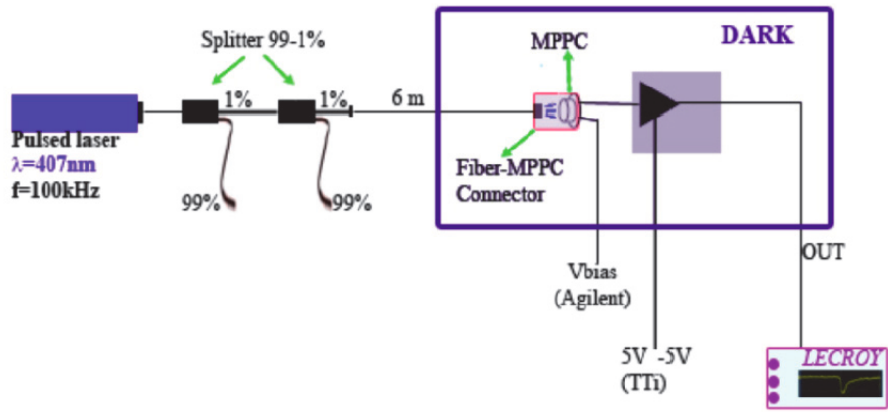 Splitter 99-1%
MPPC
DARK
1%
1%
6 m
Pulsed laser
λ=407nm
f=100kHz
99%
99%
Fiber-MPPC
Connector
Vbias
(Agilent)
OUT
5V -5V
(TTi)
LECROY